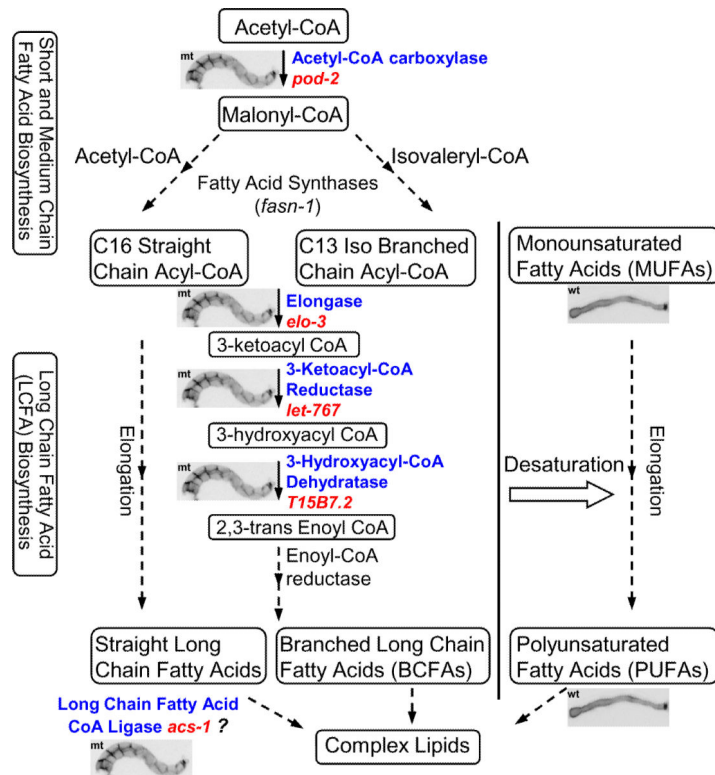 Short and Medium Chain
Fatty Acid Biosynthesis
Acetyl-CoA
mt
Acetyl-CoA carboxylase
pod-2
Malonyl-CoA
Acetyl-CoA
Isovaleryl-CoA
Fatty Acid Synthases
(fasn-1)
C16 Straight
Chain Acyl-CoA
C13 Iso Branched
Chain Acyl-CoA
Monounsaturated
Fatty Acids (MUFAs)
wt
mt
Elongase
elo-3
3-ketoacyl CoA
Long Chain Fatty Acid
(LCFA) Biosynthesis
Elongation
mt
3-Ketoacyl-CoA
Reductase
let-767
3-hydroxyacyl CoA
mt
3-Hydroxyacyl-CoA
Dehydratase
T15B7.2
2,3-trans Enoyl CoA
Desaturation
Elongation
Enoyl-CoA
reductase
Straight Long
Chain Fatty Acids
Branched Long Chain
Fatty Acids (BCFAs)
Polyunsaturated
Fatty Acids (PUFAs)
wt
Long Chain Fatty Acid
CoA Ligase acs-1 ?
mt
Complex Lipids